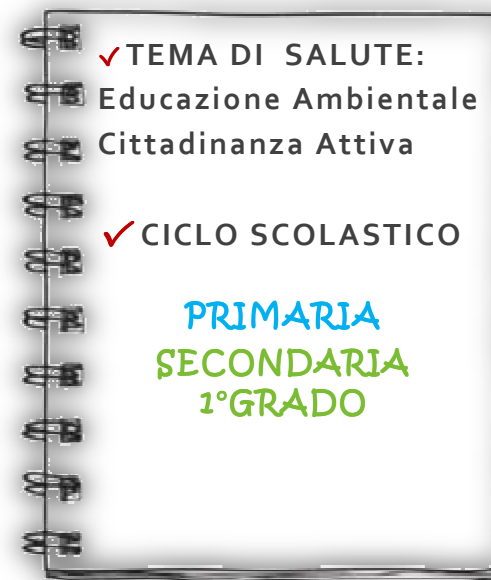 ✓ TEMA DI SALUTE:
Educazione Ambientale
Cittadinanza Attiva
✓ CICLO SCOLASTICO
PRIMARIA
SECONDARIA
1°GRADO